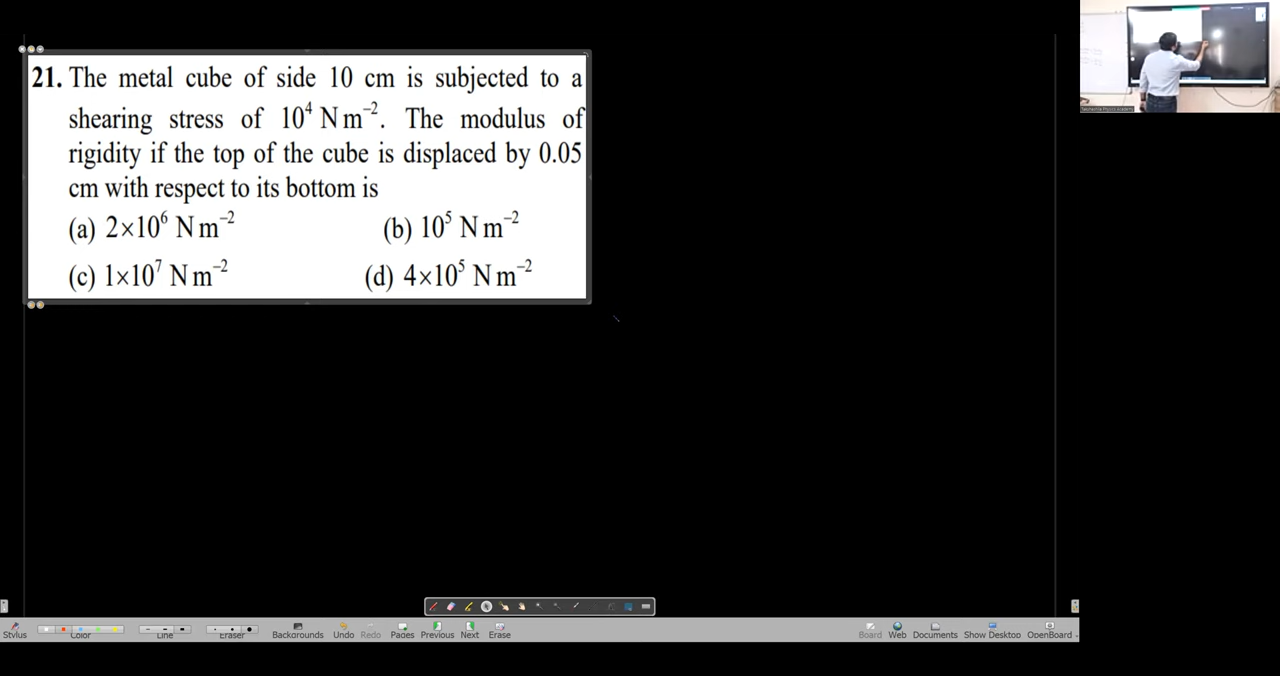 21. The metal cube of side 10 cm is subjected to a
shearing stress of 10⁴ N m⁻². The modulus of
rigidity if the top of the cube is displaced by 0.05
cm with respect to its bottom is
(a) 2×10⁶ N m⁻² (b) 10⁵ N m⁻²
(c) 1×10⁷ N m⁻² (d) 4×10⁵ N m⁻²
Stylus Color Line Eraser Backgrounds Undo Redo Pages Previous Next Erase Board Web Documents Show Desktop OpenBoard